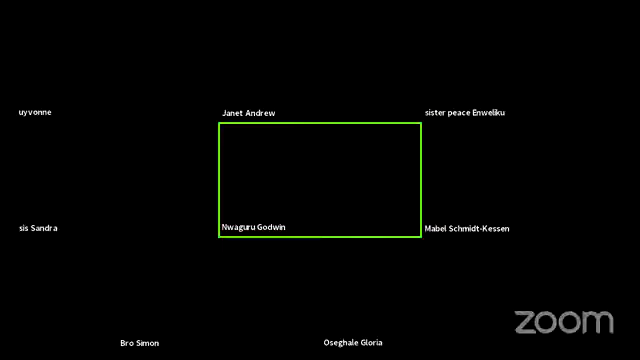 uyvonne
Janet Andrew
sister peace Enweliku
sis Sandra
Nwaguru Godwin
Mabel Schmidt-Kessen
zoom
Bro Simon
Oseghale Gloria